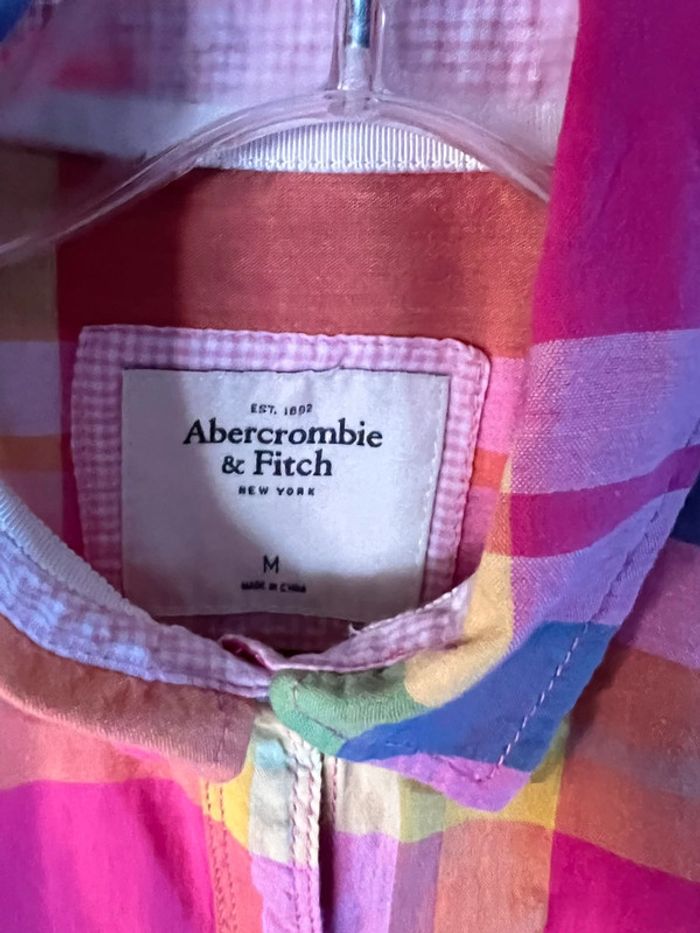 EST. 1892
Abercrombie
& Fitch
NEW YORK
M
MADE IN CHINA